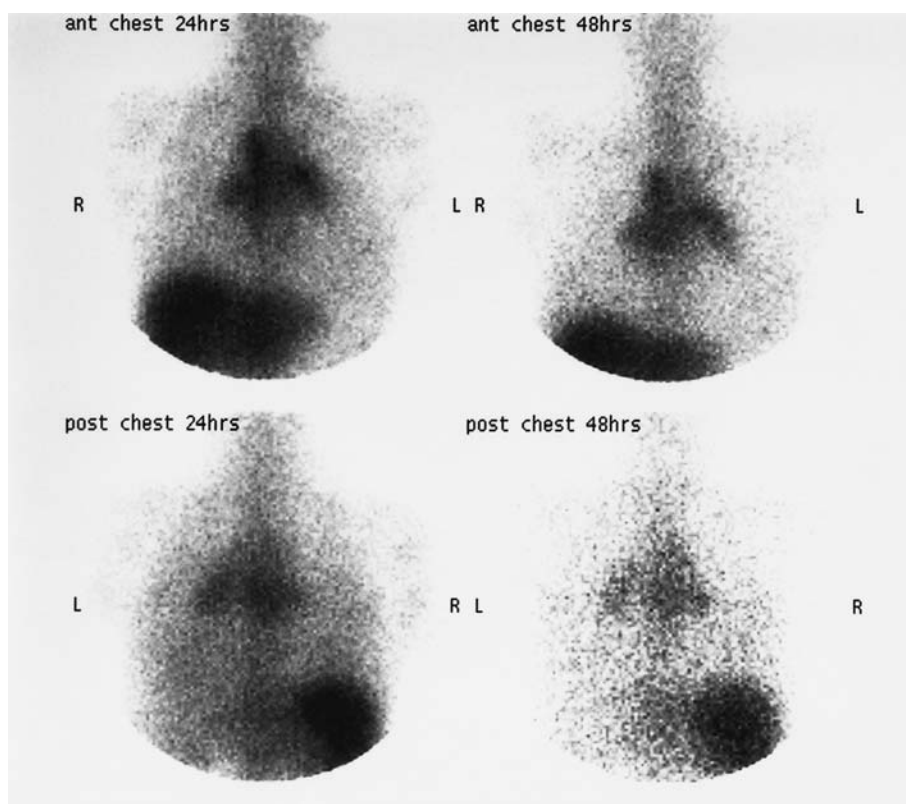 ant chest 24hrs
ant chest 48hrs
R
L R
L
post chest 24hrs
post chest 48hrs
L
R L
R